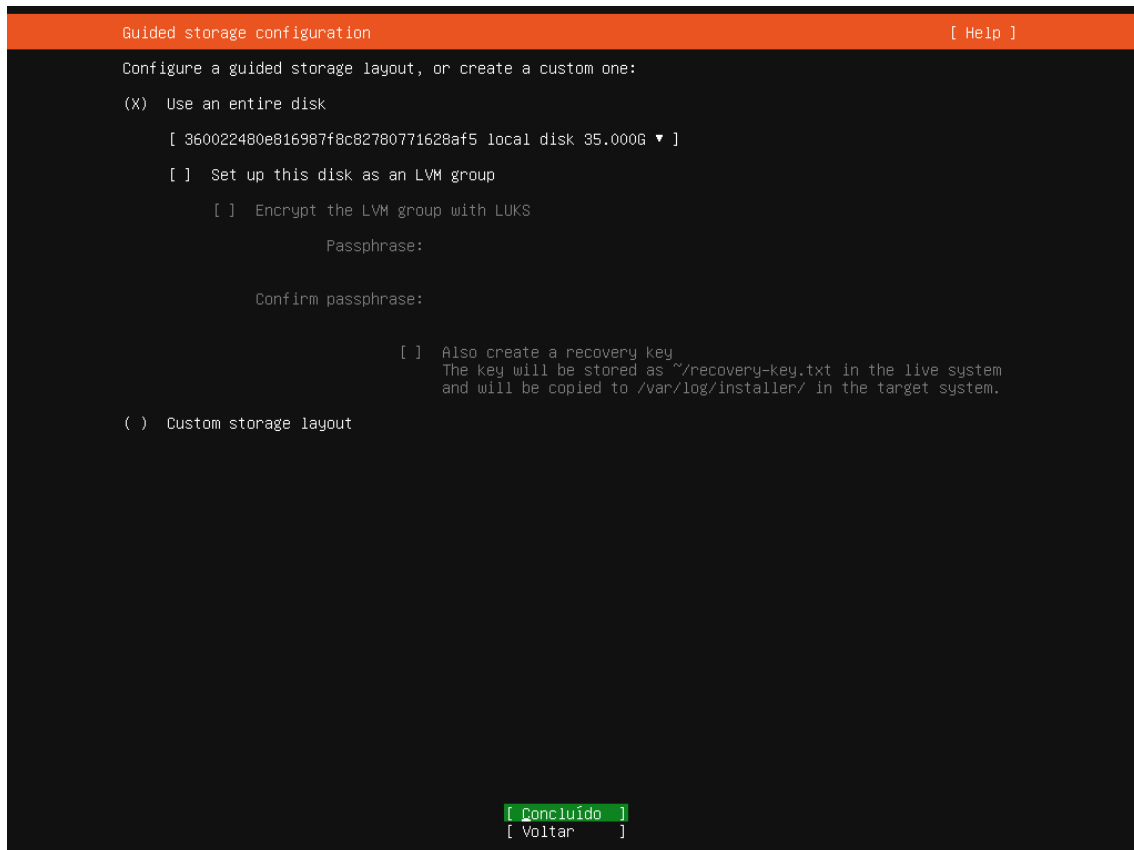 Guided storage configuration [ Help ]
Configure a guided storage layout, or create a custom one:
(X) Use an entire disk
[ 360022480e816987f8c82780771628af5 local disk 35.000G ▾ ]
[ ] Set up this disk as an LVM group
[ ] Encrypt the LVM group with LUKS
Passphrase:
Confirm passphrase:
[ ] Also create a recovery key
The key will be stored as ~/recovery-key.txt in the live system
and will be copied to /var/log/installer/ in the target system.
( ) Custom storage layout
[ Concluído ]
[ Voltar ]